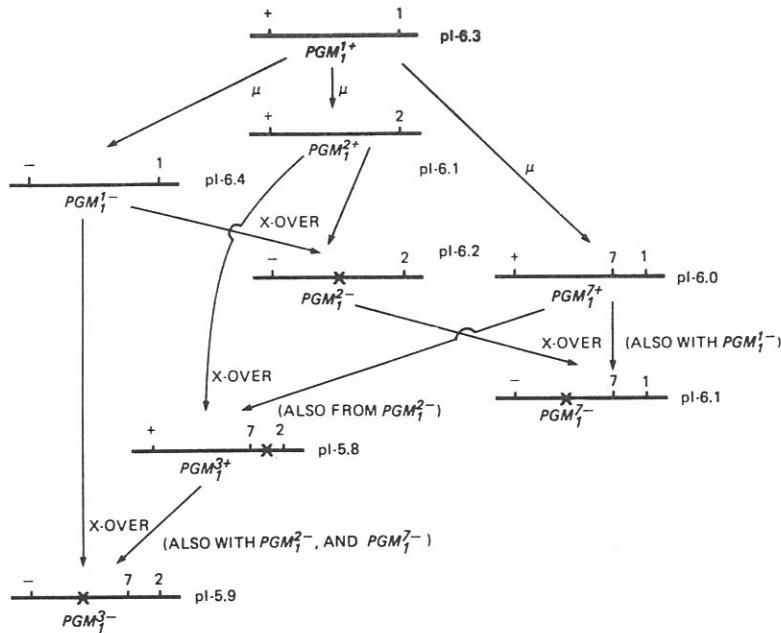 + 1 pI-6.3
PGM₁¹⁺
μ μ
+ 2
PGM₁²⁺
− 1 pI-6.4 pI-6.1 μ
PGM₁¹⁻
X-OVER
− 2 pI-6.2 + 7 1 pI-6.0
PGM₁²⁻ PGM₁⁷⁺
X-OVER (ALSO WITH PGM₁¹⁻)
X-OVER
− 7 1 pI-6.1
(ALSO FROM PGM₁²⁻) PGM₁⁷⁻
+ 7 2 pI-5.8
PGM₁³⁺
X-OVER (ALSO WITH PGM₁²⁻, AND PGM₁⁷⁻)
− 7 2 pI-5.9
PGM₁³⁻